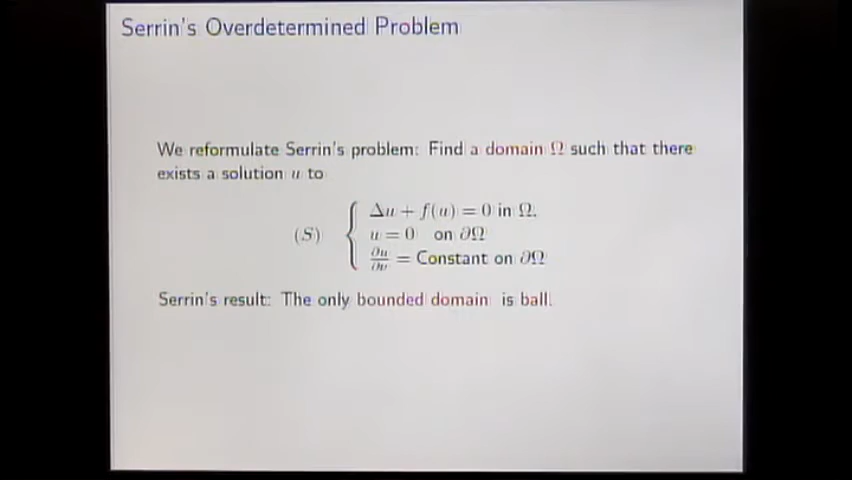 Serrin's Overdetermined Problem
We reformulate Serrin's problem: Find a domain Ω such that there
exists a solution u to
(S) { Δu + f(u) = 0 in Ω,
u = 0 on ∂Ω
∂u/∂ν = Constant on ∂Ω
Serrin's result: The only bounded domain is ball.